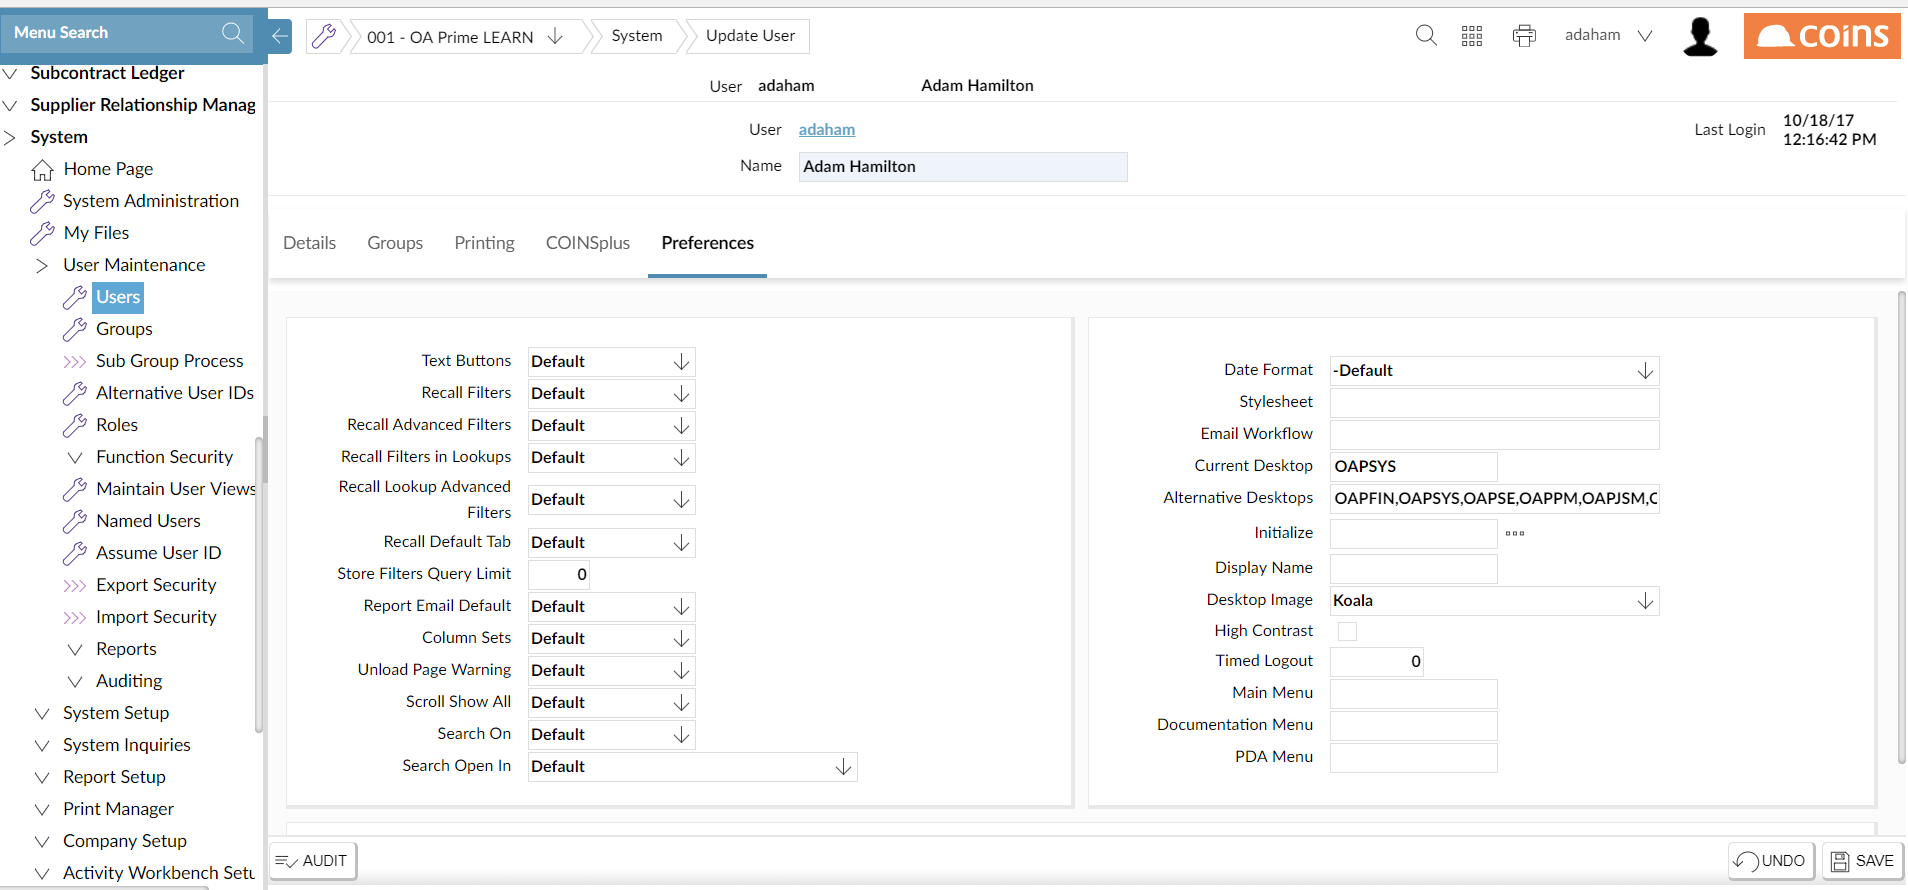 Menu Search
001 - OA Prime LEARN
System
Update User
adaham
coins
Subcontract Ledger
Supplier Relationship Manag
System
Home Page
System Administration
My Files
User Maintenance
Users
Groups
Sub Group Process
Alternative User IDs
Roles
Function Security
Maintain User Views
Named Users
Assume User ID
Export Security
Import Security
Reports
Auditing
System Setup
System Inquiries
Report Setup
Print Manager
Company Setup
Activity Workbench Setu
User adaham Adam Hamilton
User adaham
Name Adam Hamilton
Last Login 10/18/17
12:16:42 PM
Details Groups Printing COINSplus Preferences
Text Buttons Default
Recall Filters Default
Recall Advanced Filters Default
Recall Filters in Lookups Default
Recall Lookup Advanced
Filters Default
Recall Default Tab Default
Store Filters Query Limit 0
Report Email Default Default
Column Sets Default
Unload Page Warning Default
Scroll Show All Default
Search On Default
Search Open In Default
Date Format -Default
Stylesheet
Email Workflow
Current Desktop OAPSYS
Alternative Desktops OAPFIN,OAPSYS,OAPSE,OAPPM,OAPJSM,C
Initialize
Display Name
Desktop Image Koala
High Contrast
Timed Logout 0
Main Menu
Documentation Menu
PDA Menu
AUDIT
UNDO
SAVE